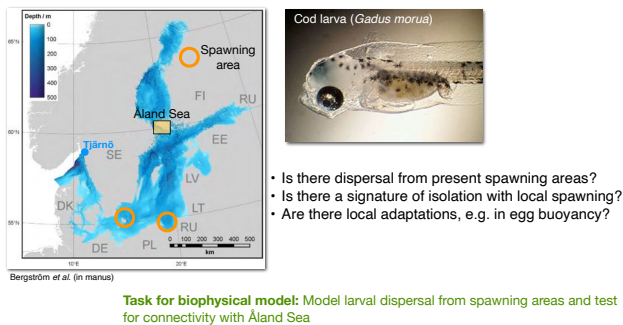 Depth / m
0
100
200
300
400
500
65°N
60°N
55°N
10°E
20°E
Spawning
area
FI
RU
Åland Sea
EE
Tjärnö
SE
LV
DK
LT
RU
PL
DE
0 100 200 300 400 500
km
Bergström et al. (in manus)
Cod larva (Gadus morua)
• Is there dispersal from present spawning areas?
• Is there a signature of isolation with local spawning?
• Are there local adaptations, e.g. in egg buoyancy?
Task for biophysical model: Model larval dispersal from spawning areas and test
for connectivity with Åland Sea